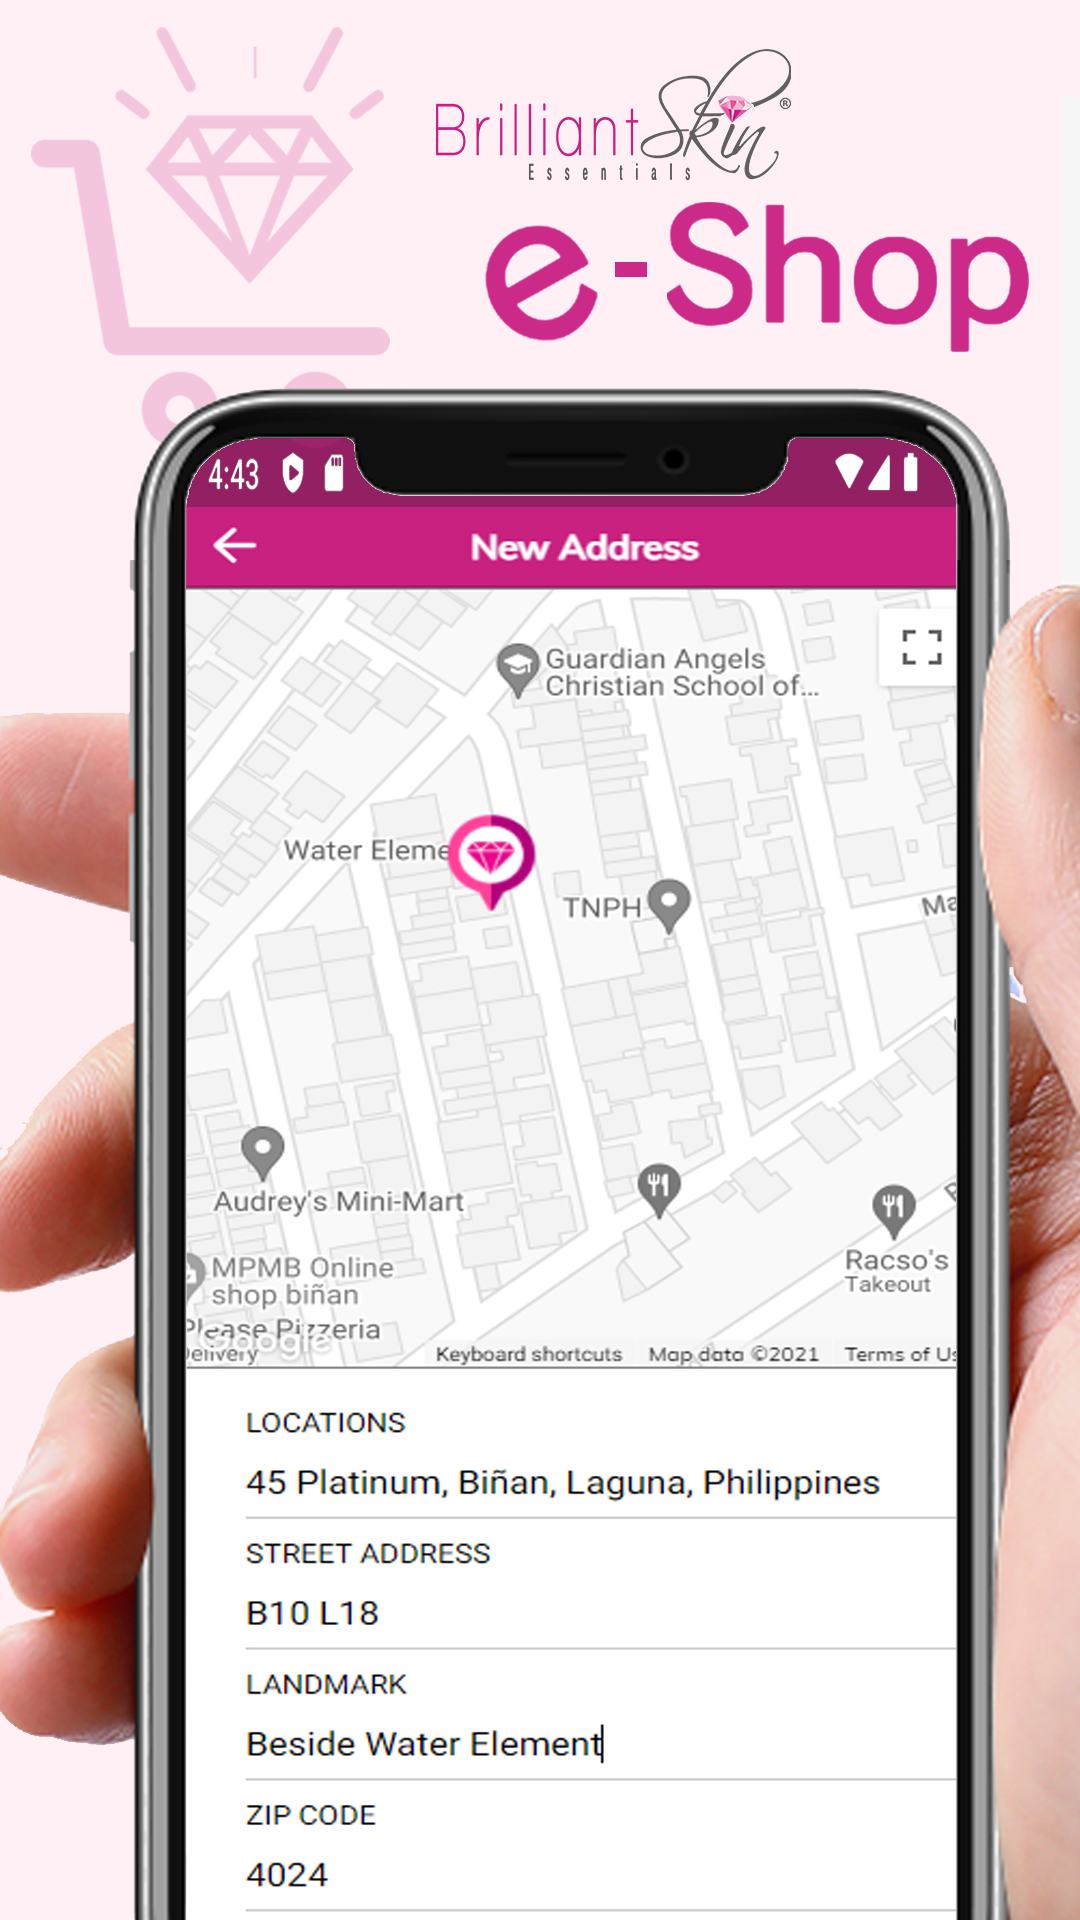 BrilliantSkin®
Essentials
e-Shop
4:43
New Address
Guardian Angels
Christian School of...
Water Eleme
TNPH
Ma
Audrey's Mini-Mart
Racso's
Takeout
MPMB Online
shop biñan
Please Pizzeria
Delivery
Google
Keyboard shortcuts
Map data ©2021
Terms of Us
LOCATIONS
45 Platinum, Biñan, Laguna, Philippines
STREET ADDRESS
B10 L18
LANDMARK
Beside Water Element
ZIP CODE
4024